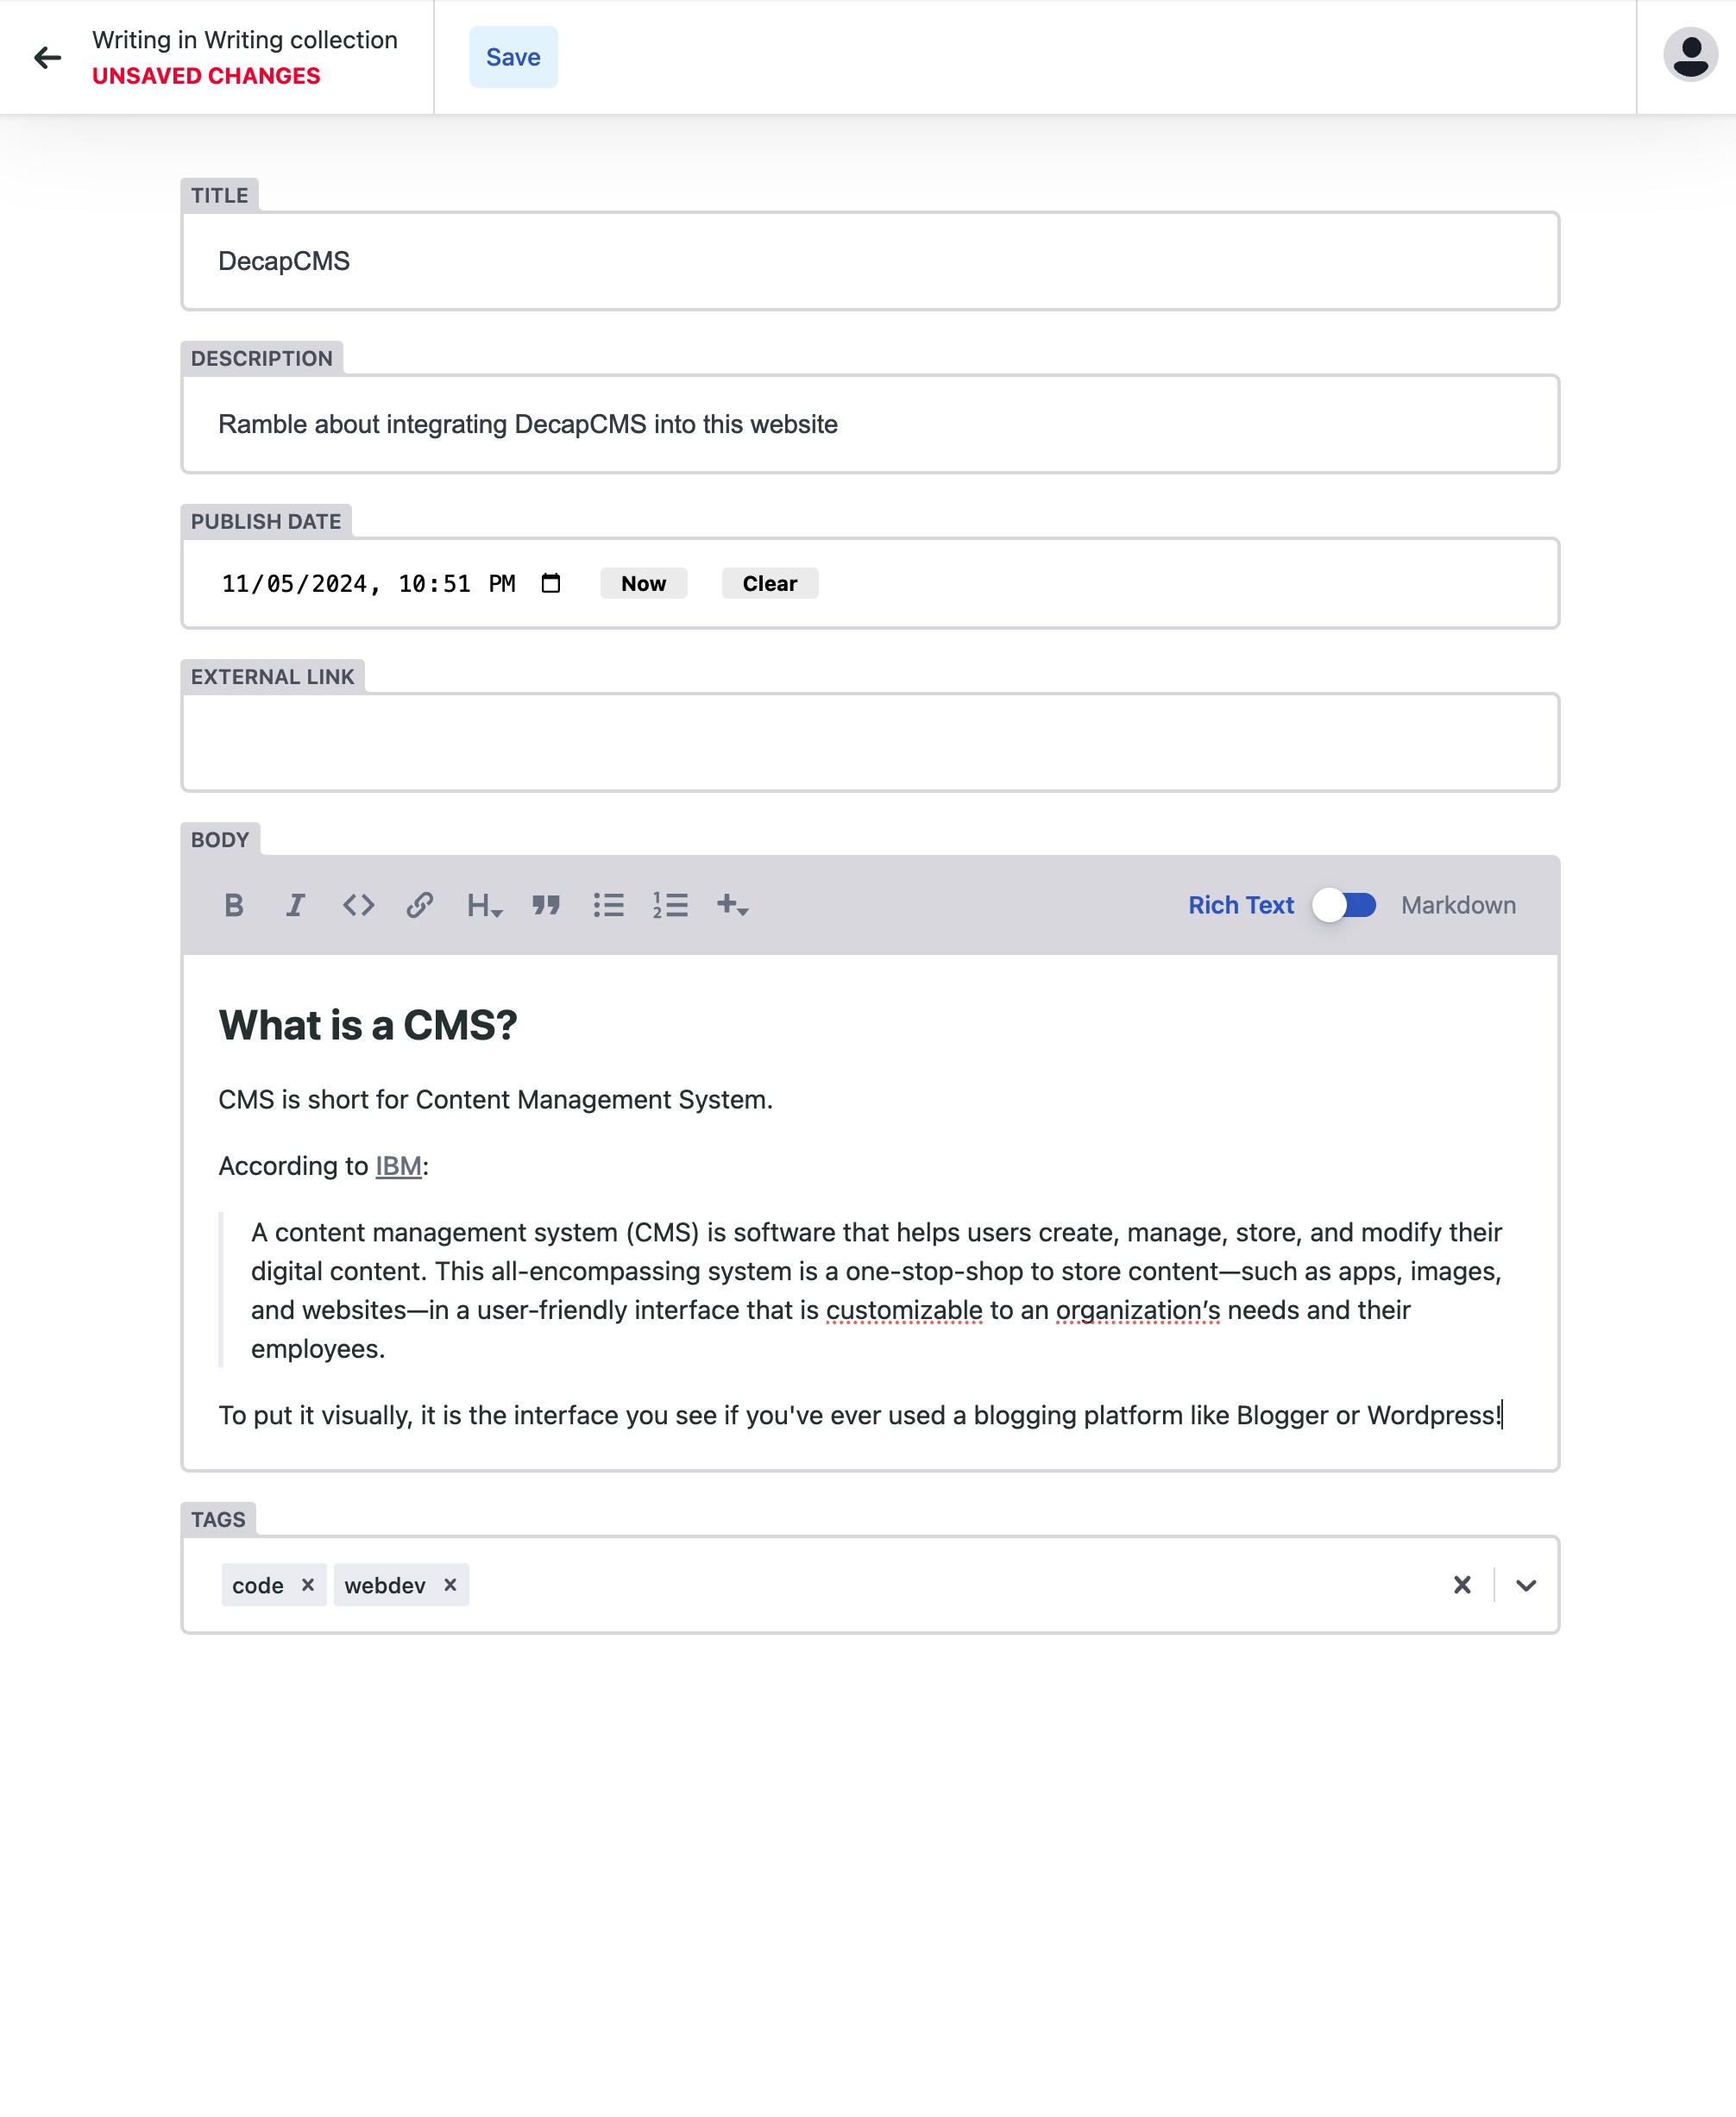 Writing in Writing collection
UNSAVED CHANGES
Save
TITLE
DecapCMS
DESCRIPTION
Ramble about integrating DecapCMS into this website
PUBLISH DATE
11/05/2024, 10:51 PM Now Clear
EXTERNAL LINK
BODY
B I <> H Rich Text Markdown
What is a CMS?
CMS is short for Content Management System.
According to IBM:
A content management system (CMS) is software that helps users create, manage, store, and modify their
digital content. This all-encompassing system is a one-stop-shop to store content—such as apps, images,
and websites—in a user-friendly interface that is customizable to an organization’s needs and their
employees.
To put it visually, it is the interface you see if you've ever used a blogging platform like Blogger or Wordpress!
TAGS
code × webdev ×